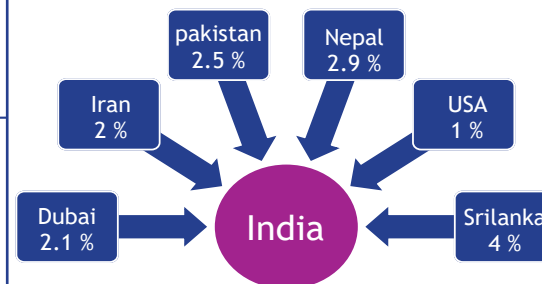 pakistan
2.5 %
Nepal
2.9 %
Iran
2 %
USA
1 %
Dubai
2.1 %
India
Srilanka
4 %